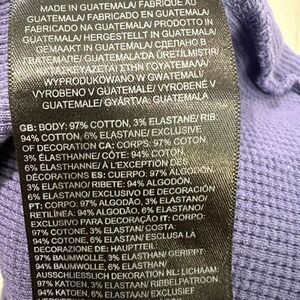 MADE IN GUATEMALA/ FABRIQUÉ AU
GUATEMALA/ FABRICADO EN GUATEMALA/
FABRICADO NA GUATEMALA/ PRODOTTO IN
GUATEMALA/ HERGESTELLT IN GUATEMALA/
GEMAAKT IN GUATEMALA/ СДЕЛАНО В
WYPRODUKOWANO W GWATEMALI/
VYROBENO V GUATEMALE/ VYROBENÉ V
GUATEMALE/ GYÁRTVA: GUATEMALA
GB: BODY: 97% COTTON, 3% ELASTANE/ RIB:
94% COTTON, 6% ELASTANE/ EXCLUSIVE
OF DECORATION CA: CORPS: 97% COTON,
3% ÉLASTHANNE/ CÔTE: 94% COTON, 6%
ÉLASTHANNE/ À L'EXCEPTION DES
DÉCORATIONS ES: CUERPO: 97% ALGODÓN,
3% ELASTANO/ RIBETE: 94% ALGODÓN, 6%
ELASTANO/ EXCLUSIVO DE DECORACIÓN
PT: CORPO: 97% ALGODÃO, 3% ELASTANO/
RETILÍNEA: 94% ALGODÃO, 6% ELASTANO/
EXCLUSIVO PARA DECORAÇÃO IT: CORPO:
97% COTONE, 3% ELASTAN/ COSTA:
94% COTONE, 6% ELASTAN/ ESCLUSA LA
DECORAZIONE DE: HAUPTTEIL:
97% BAUMWOLLE, 3% ELASTHAN/ GERIPPT:
94% BAUMWOLLE, 6% ELASTHAN/
AUSSCHLIESSLICH DEKORATION NL: LICHAAM:
97% KATOEN, 3% ELASTAAN/ RIBBEL PATROON:
94% KATOEN, 6% ELASTAAN/ EXCLUSIEF